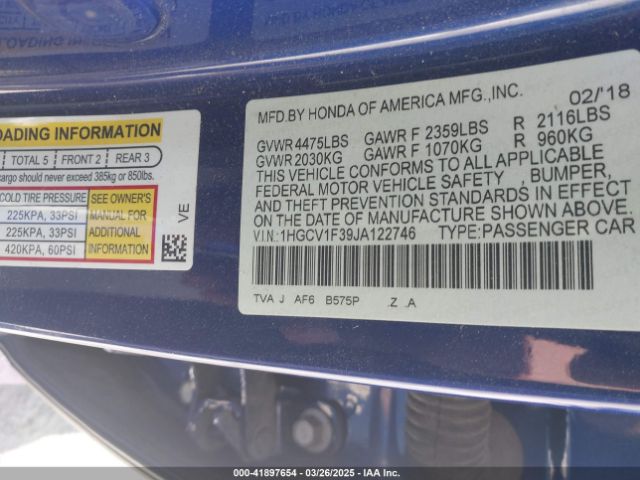 LOADING INFORMATION
TOTAL 5 FRONT 2 REAR 3
cargo should never exceed 385kg or 850lbs.
COLD TIRE PRESSURE
225KPA, 33PSI
225KPA, 33PSI
420KPA, 60PSI
SEE OWNER'S
MANUAL FOR
ADDITIONAL
INFORMATION
VE
MFD.BY HONDA OF AMERICA MFG.,INC. 02/'18
GVWR 4475LBS GAWR F 2359LBS R 2116LBS
GVWR 2030KG GAWR F 1070KG R 960KG
THIS VEHICLE CONFORMS TO ALL APPLICABLE
FEDERAL MOTOR VEHICLE SAFETY , BUMPER,
AND THEFT PREVENTION STANDARDS IN EFFECT
ON THE DATE OF MANUFACTURE SHOWN ABOVE.
V.I.N.:1HGCV1F39JA122746 TYPE:PASSENGER CAR
TVA J AF6 B575P .Z .A
00-41897654 | 03/26/2025 - IAA Inc.